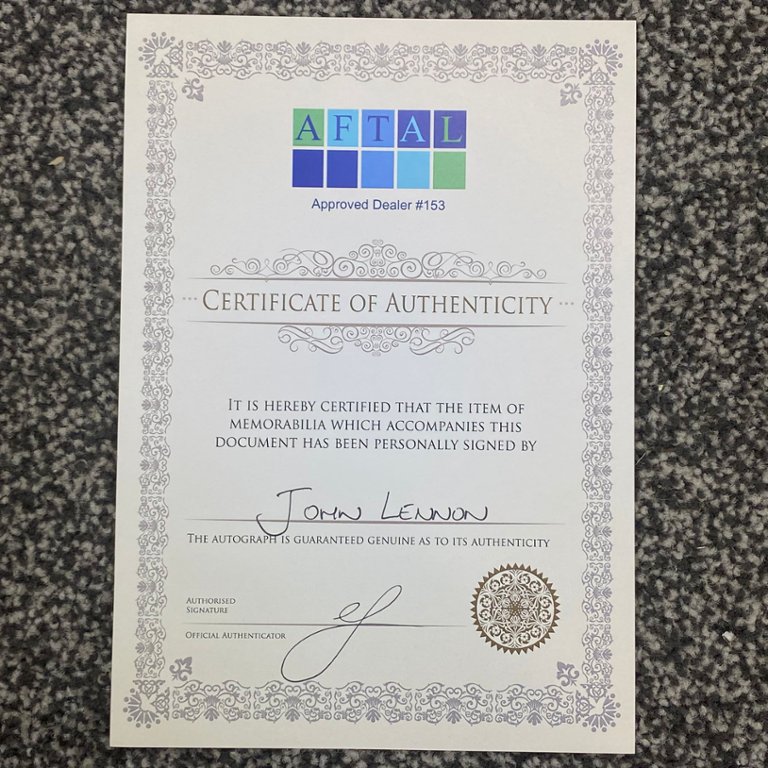 AFTAL
Approved Dealer #153
CERTIFICATE OF AUTHENTICITY
IT IS HEREBY CERTIFIED THAT THE ITEM OF
MEMORABILIA WHICH ACCOMPANIES THIS
DOCUMENT HAS BEEN PERSONALLY SIGNED BY
JOHN LENNON
THE AUTOGRAPH IS GUARANTEED GENUINE AS TO ITS AUTHENTICITY
AUTHORISED
SIGNATURE
OFFICIAL AUTHENTICATOR